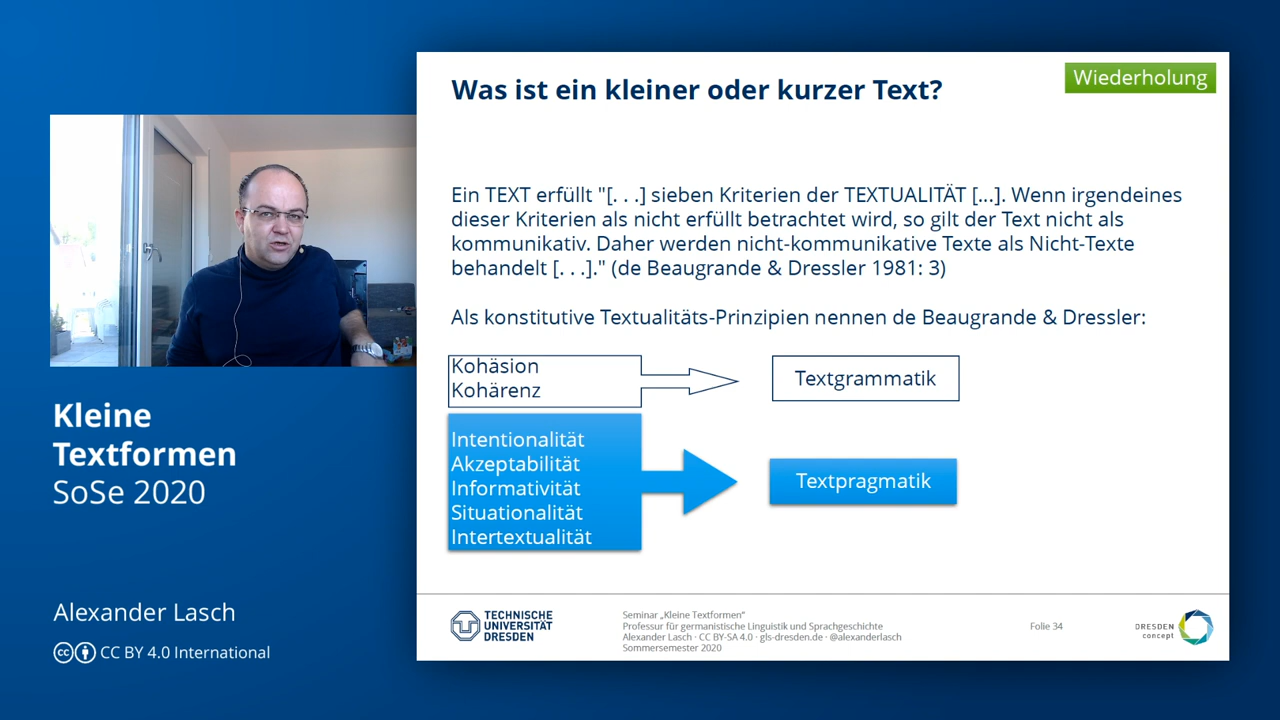 Was ist ein kleiner oder kurzer Text?
Wiederholung
Ein TEXT erfüllt "[. . .] sieben Kriterien der TEXTUALITÄT [...]. Wenn irgendeines
dieser Kriterien als nicht erfüllt betrachtet wird, so gilt der Text nicht als
kommunikativ. Daher werden nicht-kommunikative Texte als Nicht-Texte
behandelt [. . .]." (de Beaugrande & Dressler 1981: 3)
Als konstitutive Textualitäts-Prinzipien nennen de Beaugrande & Dressler:
Kohäsion
Kohärenz
Textgrammatik
Intentionalität
Akzeptabilität
Informativität
Situationalität
Intertextualität
Textpragmatik
Kleine
Textformen
SoSe 2020
Alexander Lasch
cc CC BY 4.0 International
TECHNISCHE
UNIVERSITÄT
DRESDEN
Seminar „Kleine Textformen"
Professur für germanistische Linguistik und Sprachgeschichte
Alexander Lasch · CC BY-SA 4.0 · gls-dresden.de · @alexanderlasch
Sommersemester 2020
Folie 34
DRESDEN
concept